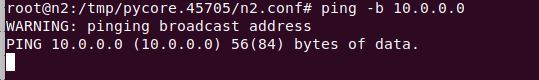 root@n2:/tmp/pycore.45705/n2.conf# ping -b 10.0.0.0
WARNING: pinging broadcast address
PING 10.0.0.0 (10.0.0.0) 56(84) bytes of data.